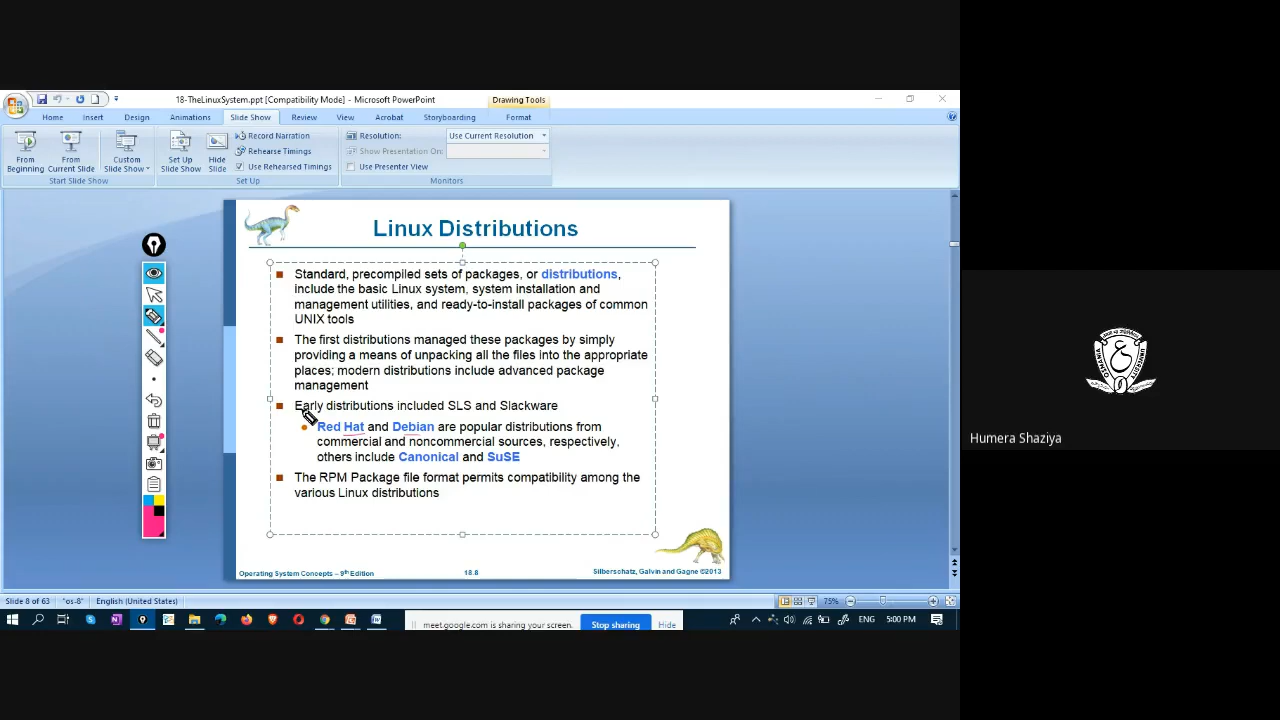 18-TheLinuxSystem.ppt [Compatibility Mode] - Microsoft PowerPoint
Drawing Tools
Home Insert Design Animations Slide Show Review View Acrobat Storyboarding Format
From Beginning
From Current Slide
Custom Slide Show
Start Slide Show
Set Up Slide Show
Hide Slide
Record Narration
Rehearse Timings
Use Rehearsed Timings
Set Up
Resolution: Use Current Resolution
Show Presentation On:
Use Presenter View
Monitors
Linux Distributions
Standard, precompiled sets of packages, or distributions,
include the basic Linux system, system installation and
management utilities, and ready-to-install packages of common
UNIX tools
The first distributions managed these packages by simply
providing a means of unpacking all the files into the appropriate
places; modern distributions include advanced package
management
Early distributions included SLS and Slackware
Red Hat and Debian are popular distributions from
commercial and noncommercial sources, respectively,
others include Canonical and SuSE
The RPM Package file format permits compatibility among the
various Linux distributions
Operating System Concepts – 9th Edition
18.8
Silberschatz, Galvin and Gagne ©2013
Slide 8 of 63 "os-8" English (United States)
75%
meet.google.com is sharing your screen. Stop sharing Hide
ENG 5:00 PM
Humera Shaziya